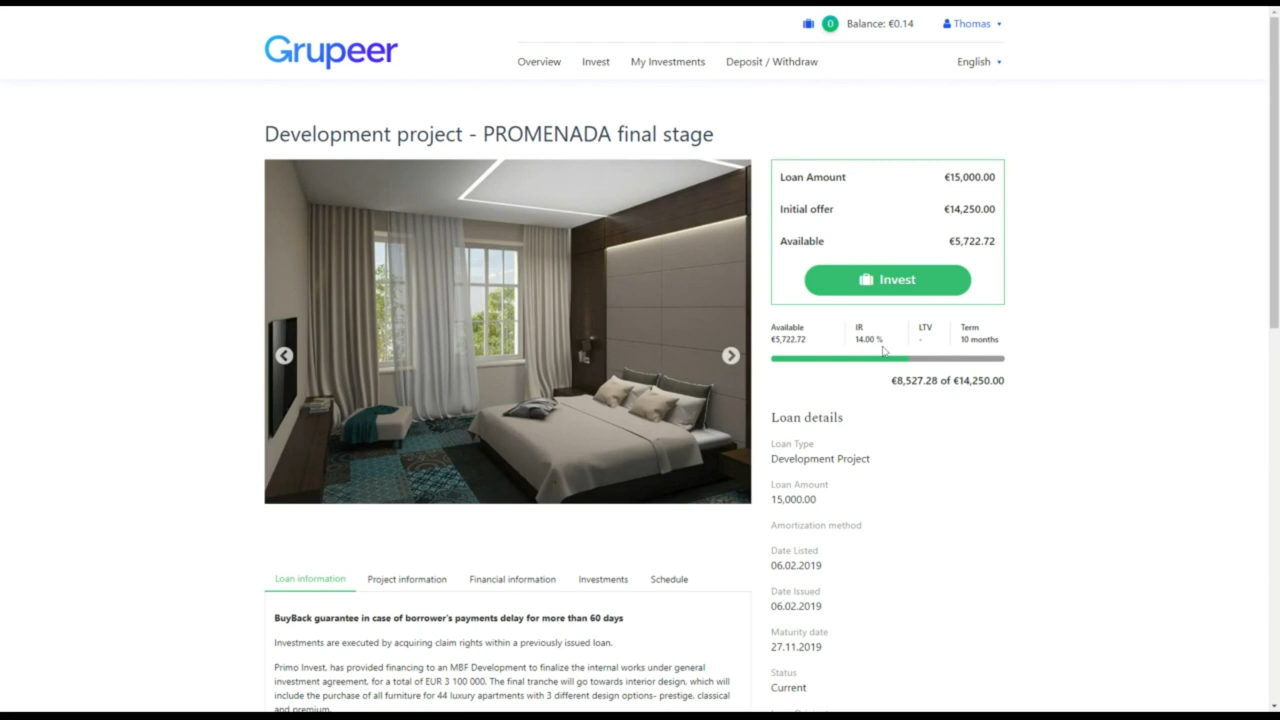 0 Balance: €0.14 Thomas
Grupeer
Overview Invest My Investments Deposit / Withdraw English
Development project - PROMENADA final stage
Loan Amount €15,000.00
Initial offer €14,250.00
Available €5,722.72
Invest
Available IR LTV Term
€5,722.72 14.00 % - 10 months
€8,527.28 of €14,250.00
Loan details
Loan Type
Development Project
Loan Amount
15,000.00
Amortization method
Date Listed
06.02.2019
Date Issued
06.02.2019
Maturity date
27.11.2019
Status
Current
Loan information Project information Financial information Investments Schedule
BuyBack guarantee in case of borrower's payments delay for more than 60 days
Investments are executed by acquiring claim rights within a previously issued loan.
Primo Invest, has provided financing to an MBF Development to finalize the internal works under general
investment agreement, for a total of EUR 3 100 000. The final tranche will go towards interior design, which will
include the purchase of all furniture for 44 luxury apartments with 3 different design options- prestige, classical
and premium.